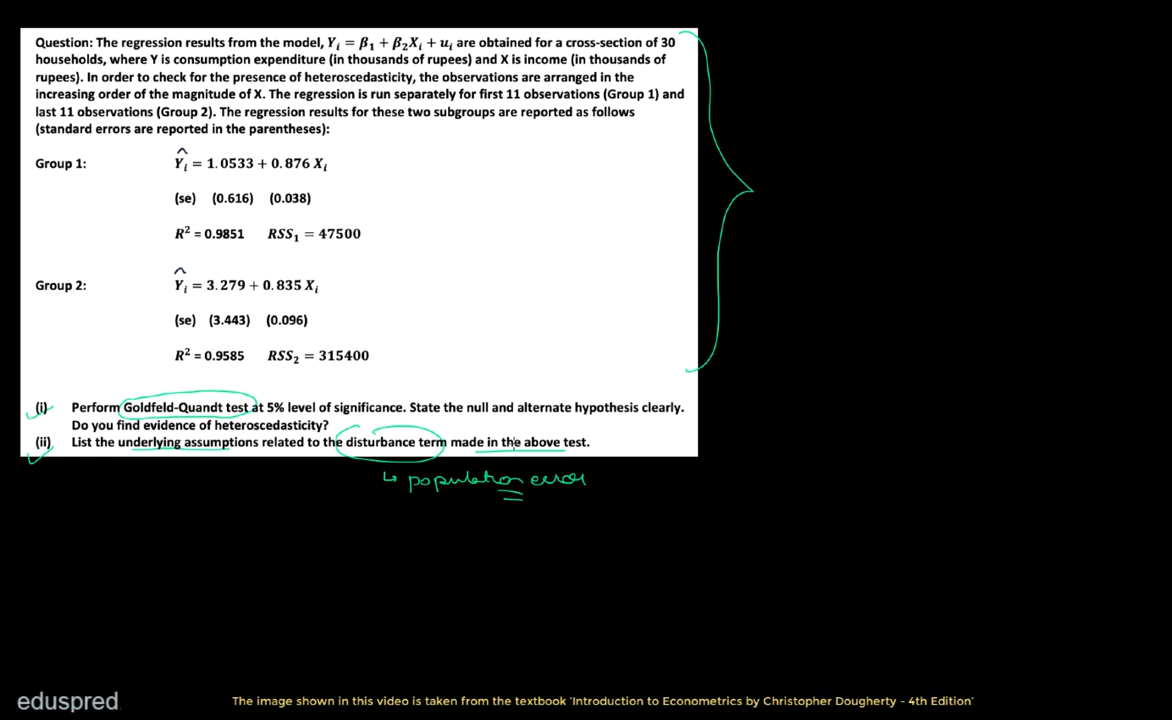 Question: The regression results from the model, Yᵢ = β₁ + β₂Xᵢ + uᵢ are obtained for a cross-section of 30
households, where Y is consumption expenditure (in thousands of rupees) and X is income (in thousands of
rupees). In order to check for the presence of heteroscedasticity, the observations are arranged in the
increasing order of the magnitude of X. The regression is run separately for first 11 observations (Group 1) and
last 11 observations (Group 2). The regression results for these two subgroups are reported as follows
(standard errors are reported in the parentheses):
Group 1: Ŷᵢ = 1.0533 + 0.876 Xᵢ
(se) (0.616) (0.038)
R² = 0.9851 RSS₁ = 47500
Group 2: Ŷᵢ = 3.279 + 0.835 Xᵢ
(se) (3.443) (0.096)
R² = 0.9585 RSS₂ = 315400
(i) Perform Goldfeld-Quandt test at 5% level of significance. State the null and alternate hypothesis clearly.
Do you find evidence of heteroscedasticity?
(ii) List the underlying assumptions related to the disturbance term made in the above test.
↳ population error
eduspred
The image shown in this video is taken from the textbook 'Introduction to Econometrics by Christopher Dougherty - 4th Edition'